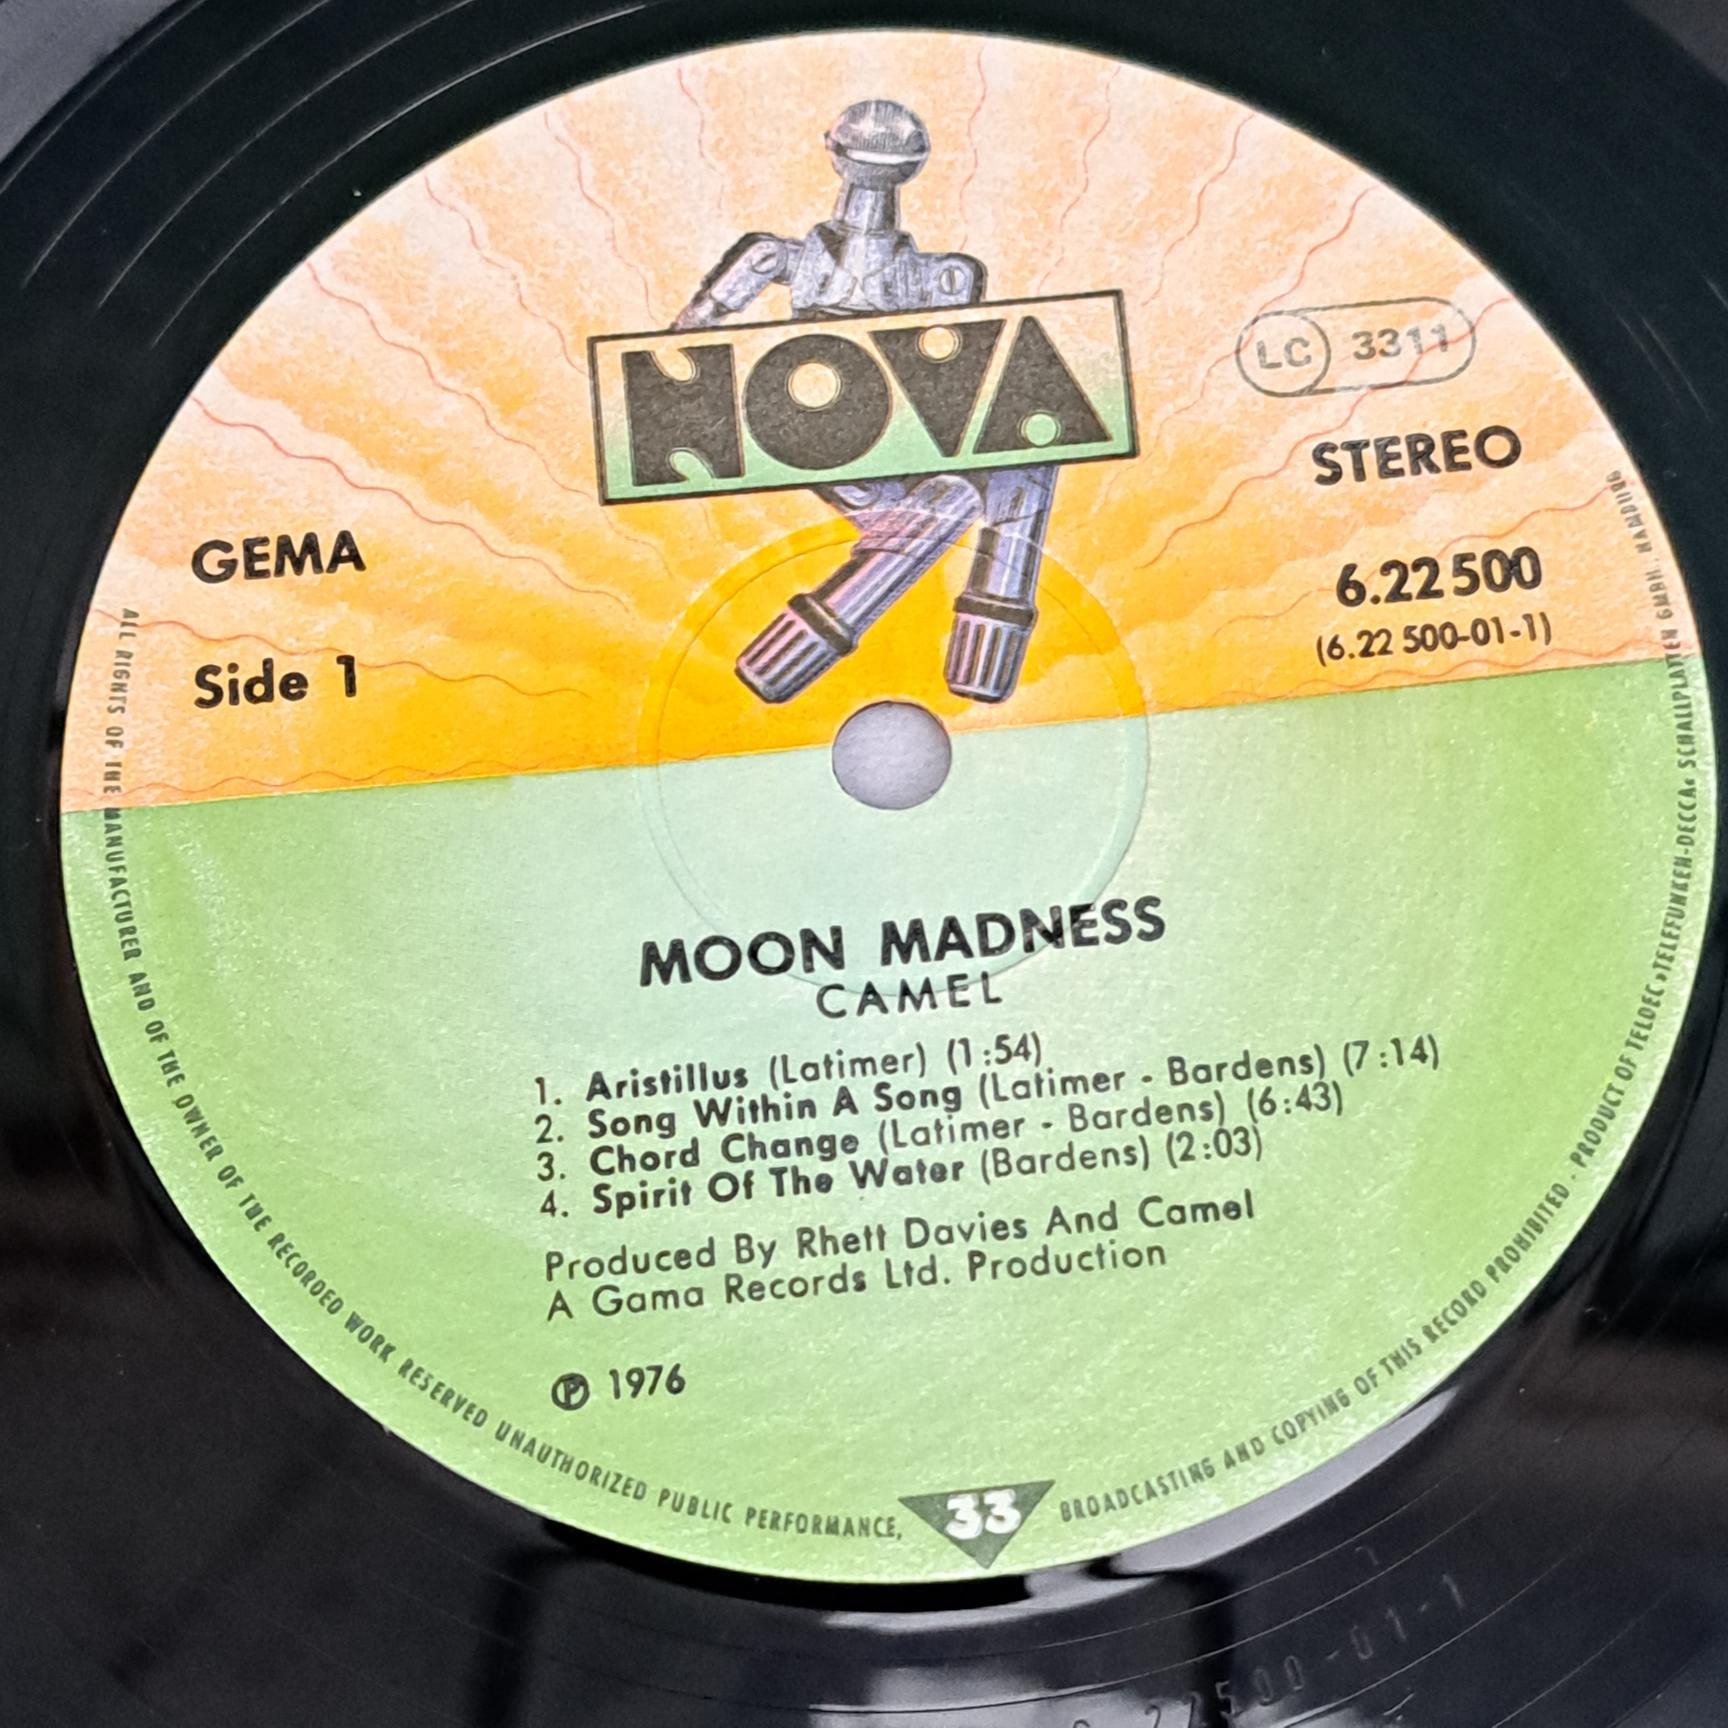 NOVA
LC 3311
STEREO
GEMA
6.22500
(6.22 500-01-1)
Side 1
MOON MADNESS
CAMEL
1. Aristillus (Latimer) (1:54)
2. Song Within A Song (Latimer - Bardens) (7:14)
3. Chord Change (Latimer - Bardens) (6:43)
4. Spirit Of The Water (Bardens) (2:03)
Produced By Rhett Davies And Camel
A Gama Records Ltd. Production
℗ 1976
33
ALL RIGHTS OF THE MANUFACTURER AND OF THE OWNER OF THE RECORDED WORK RESERVED UNAUTHORIZED PUBLIC PERFORMANCE, BROADCASTING AND COPYING OF THIS RECORD PROHIBITED · PRODUCT OF TELDEC »TELEFUNKEN-DECCA« SCHALLPLATTEN GMBH. HAMBURG
22500-01-1